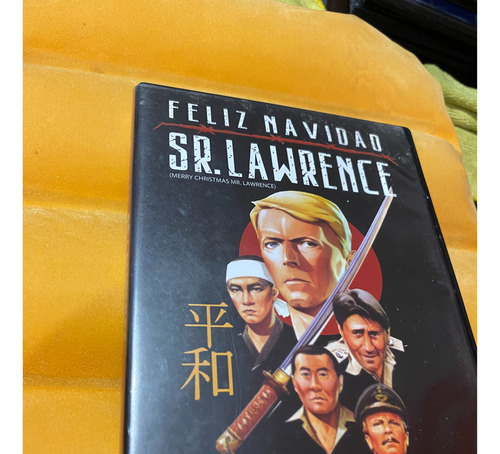 FELIZ NAVIDAD
SR. LAWRENCE
(MERRY CHRISTMAS MR. LAWRENCE)
平和